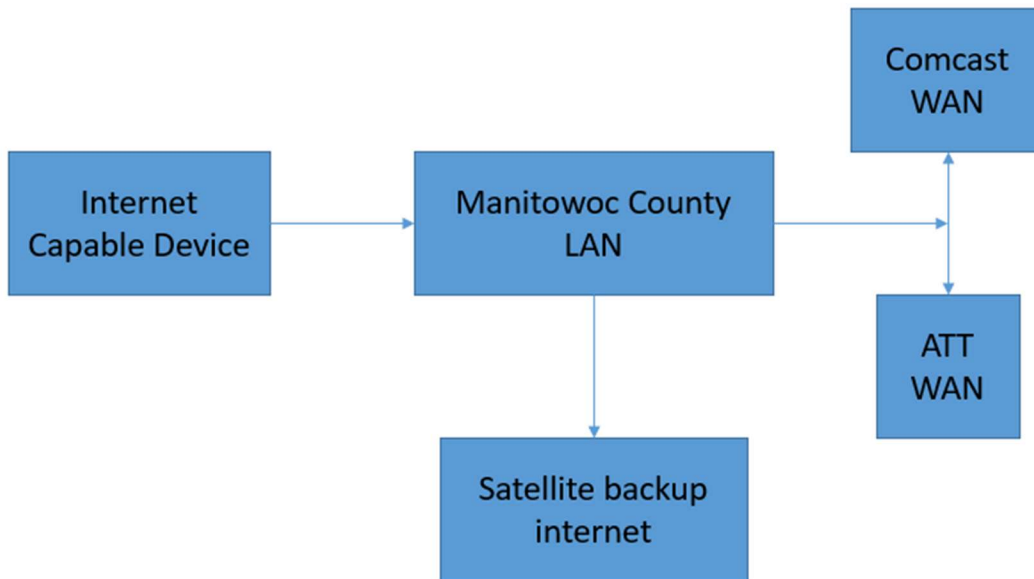 Comcast
WAN
Internet
Capable Device
Manitowoc County
LAN
ATT
WAN
Satellite backup
internet